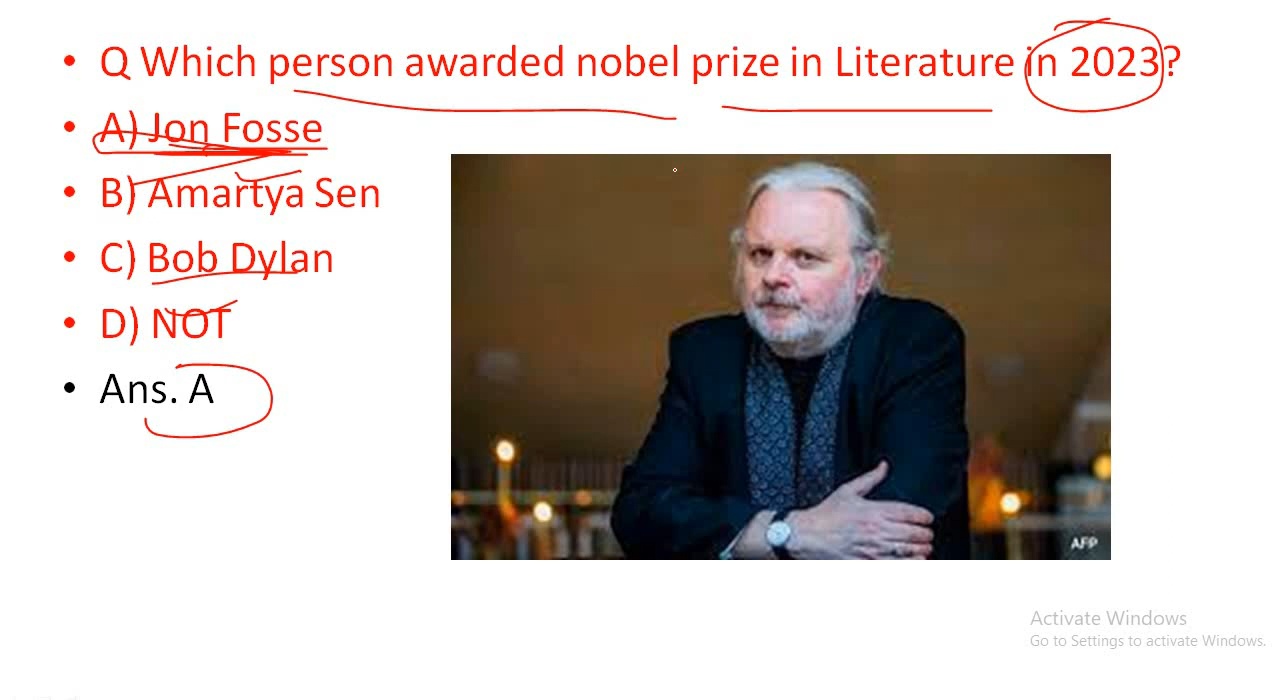 • Q Which person awarded nobel prize in Literature in 2023?
• A) Jon Fosse
• B) Amartya Sen
• C) Bob Dylan
• D) NOT
• Ans. A
AFP
Activate Windows
Go to Settings to activate Windows.